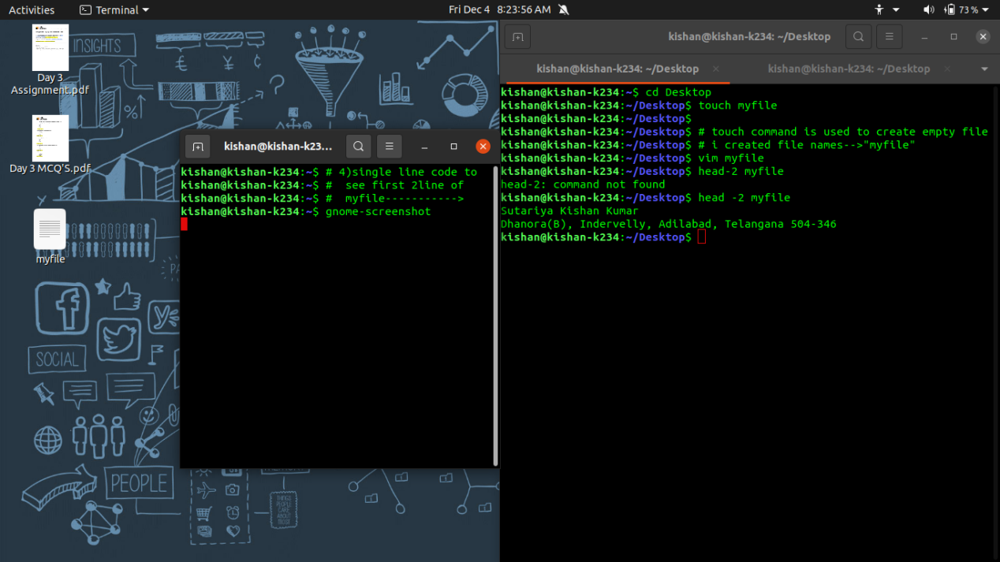 Activities
Terminal
Fri Dec 4 8:23:56 AM
73 %
INSIGHTS
Day 3
Assignment.pdf
Day 3 MCQ'S.pdf
myfile
SOCIAL
PEOPLE
THINGS
PEOPLE
CARE
ABOUT
MOST
kishan@kishan-k23...
kishan@kishan-k234:~$ # 4)single line code to
kishan@kishan-k234:~$ #  see first 2line of
kishan@kishan-k234:~$ #  myfile----------->
kishan@kishan-k234:~$ gnome-screenshot
kishan@kishan-k234: ~/Desktop
kishan@kishan-k234: ~/Desktop
kishan@kishan-k234: ~/Desktop
kishan@kishan-k234:~$ cd Desktop
kishan@kishan-k234:~/Desktop$ touch myfile
kishan@kishan-k234:~/Desktop$
kishan@kishan-k234:~/Desktop$ # touch command is used to create empty file
kishan@kishan-k234:~/Desktop$ # i created file names-->"myfile"
kishan@kishan-k234:~/Desktop$ vim myfile
kishan@kishan-k234:~/Desktop$ head-2 myfile
head-2: command not found
kishan@kishan-k234:~/Desktop$ head -2 myfile
Sutariya Kishan Kumar
Dhanora(B), Indervelly, Adilabad, Telangana 504-346
kishan@kishan-k234:~/Desktop$